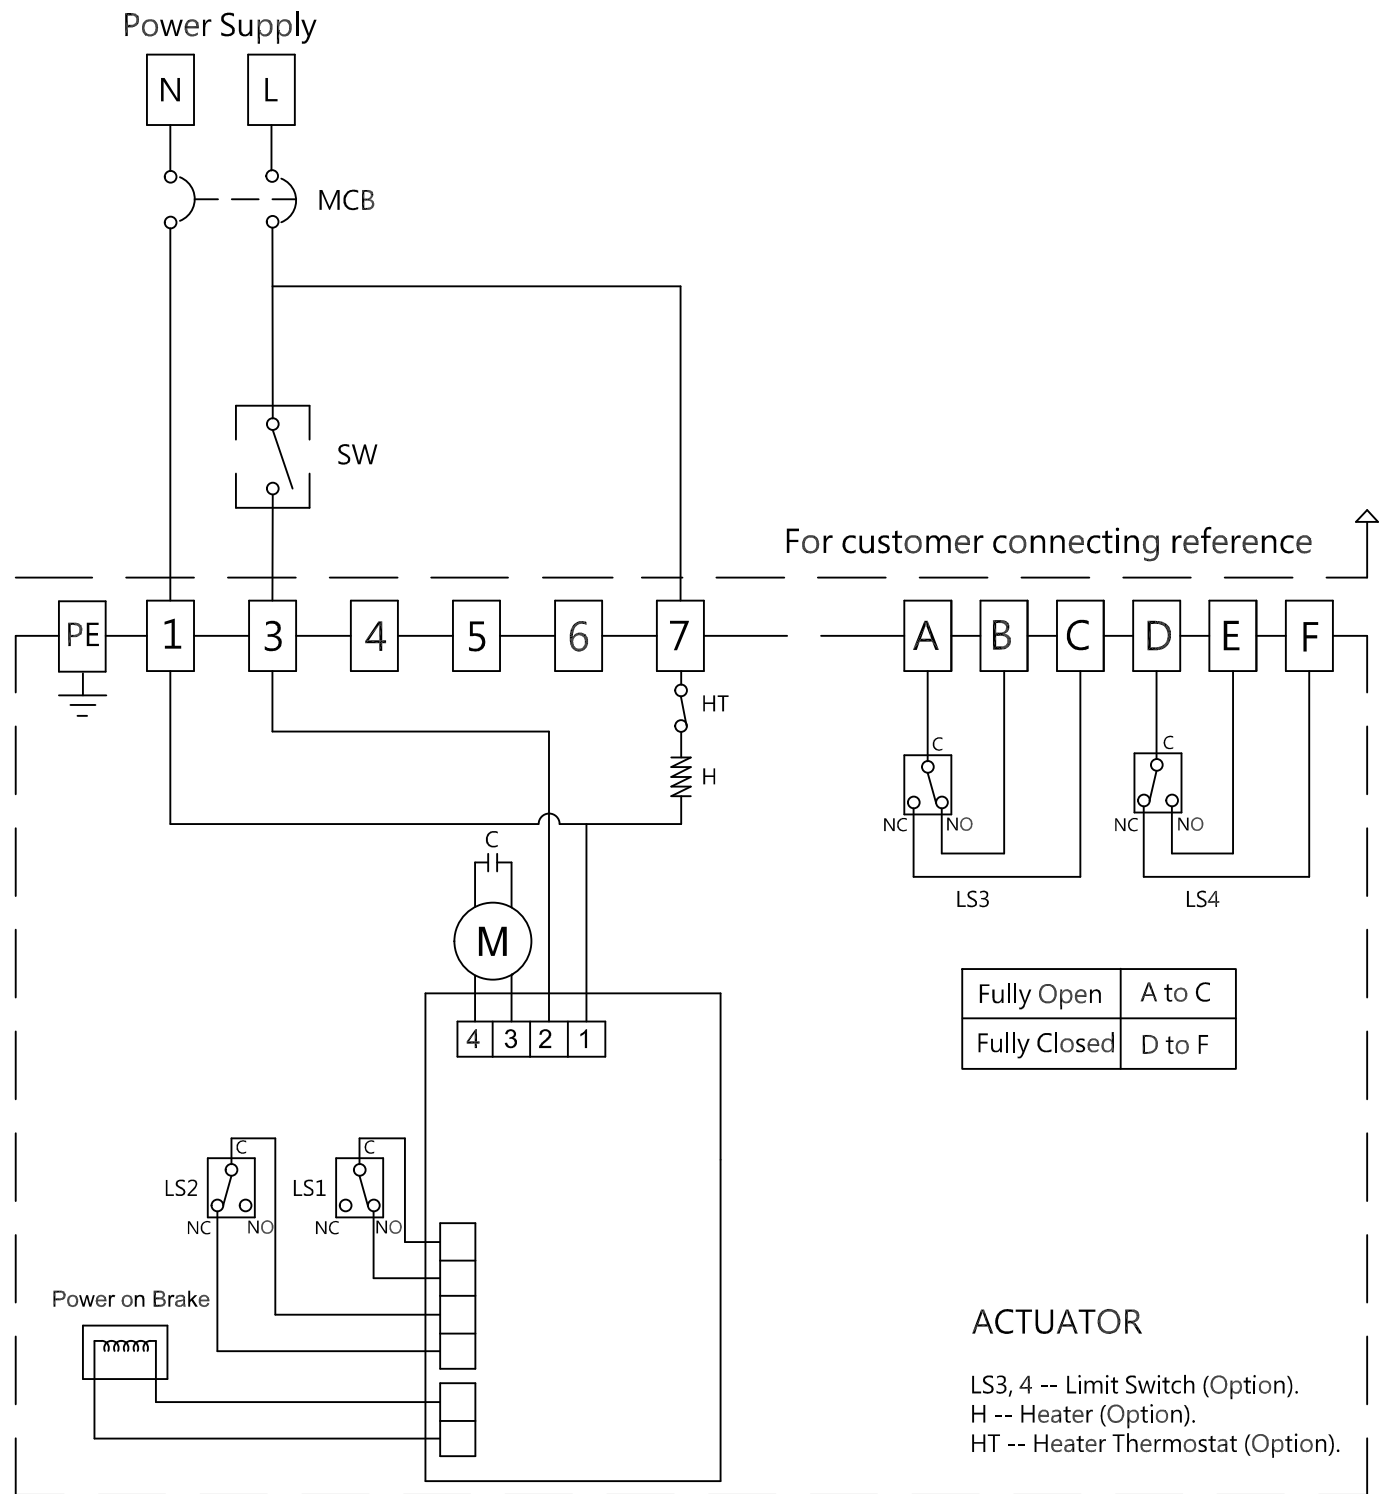 Power Supply
N L
MCB
SW
For customer connecting reference
PE 1 3 4 5 6 7 A B C D E F
HT
H
C C
NC NO NC NO
LS3 LS4
C
M
Fully Open A to C
Fully Closed D to F
4 3 2 1
C C
LS2 LS1
NC NO NC NO
Power on Brake
ACTUATOR
LS3, 4 -- Limit Switch (Option).
H -- Heater (Option).
HT -- Heater Thermostat (Option).